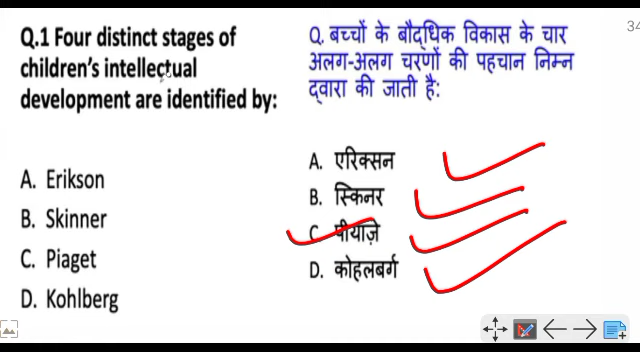 Q.1 Four distinct stages of
children's intellectual
development are identified by:
A. Erikson
B. Skinner
C. Piaget
D. Kohlberg
Q. बच्चों के बौद्धिक विकास के चार
अलग-अलग चरणों की पहचान निम्न
द्वारा की जाती है:
A. एरिक्सन
B. स्किनर
C. पीयाज़े
D. कोहलबर्ग
34